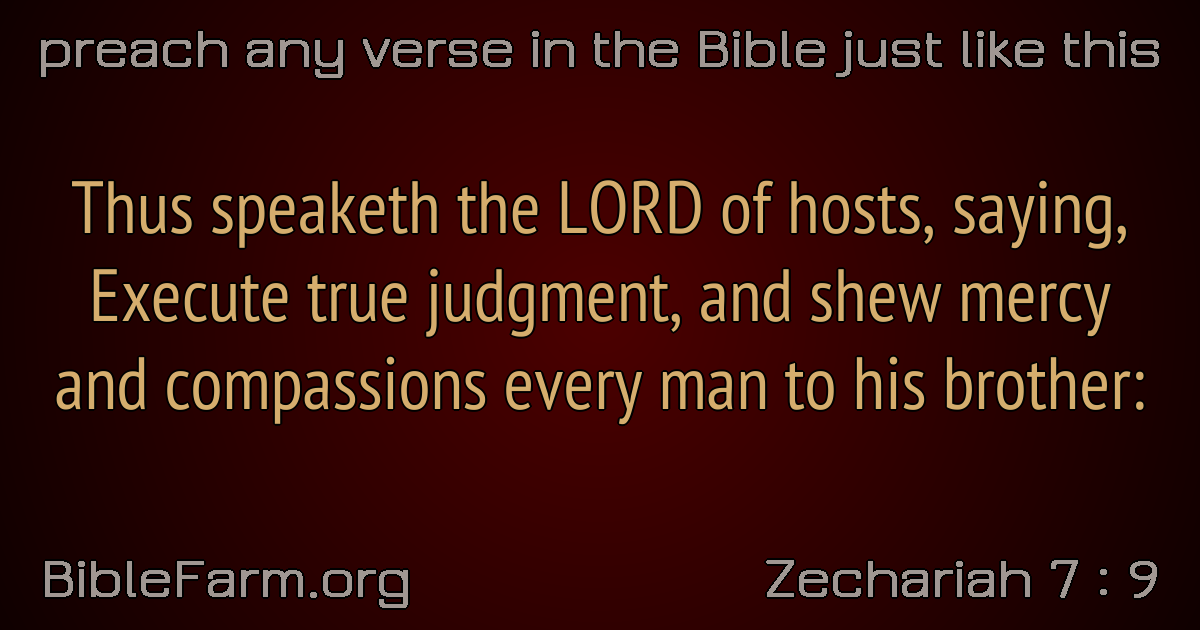 preach any verse in the Bible just like this
Thus speaketh the LORD of hosts, saying,
Execute true judgment, and shew mercy
and compassions every man to his brother:
BibleFarm.org
Zechariah 7 : 9